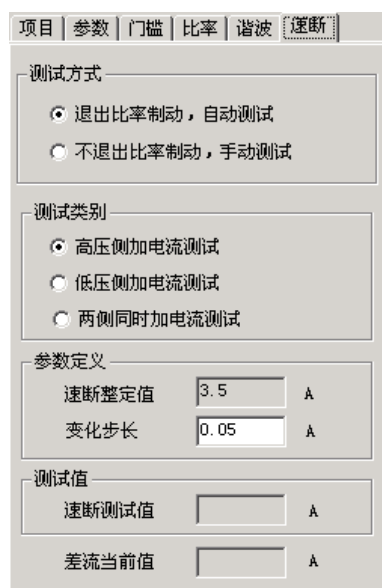 项目 参数 门槛 比率 谐波 速断
测试方式
退出比率制动，自动测试
不退出比率制动，手动测试
测试类别
高压侧加电流测试
低压侧加电流测试
两侧同时加电流测试
参数定义
速断整定值 3.5 A
变化步长 0.05 A
测试值
速断测试值 A
差流当前值 A